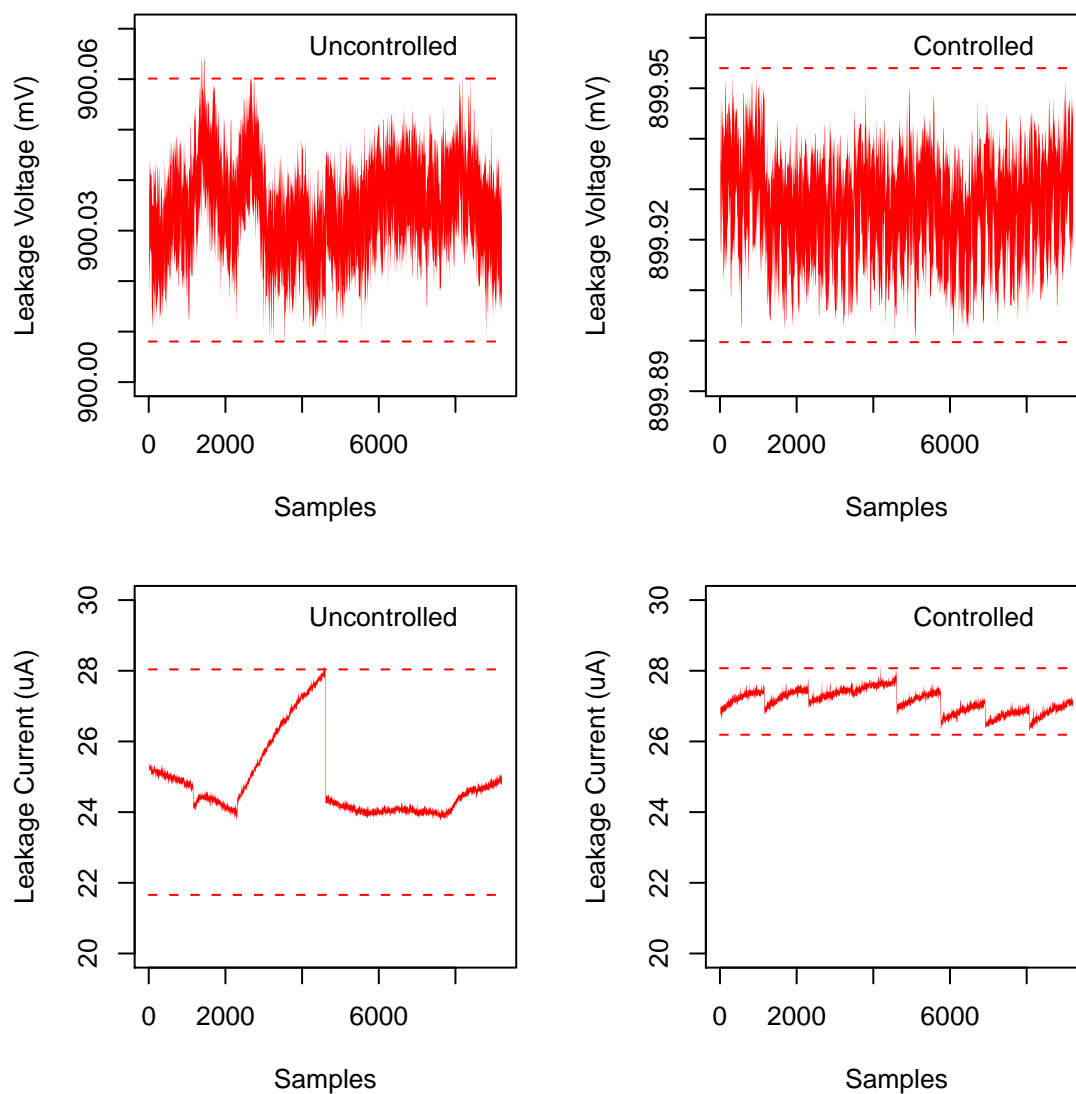 Uncontrolled
Leakage Voltage (mV)
900.06
900.03
900.00
0 2000 6000
Samples
Controlled
Leakage Voltage (mV)
899.95
899.92
899.89
0 2000 6000
Samples
Uncontrolled
Leakage Current (uA)
30
28
26
24
22
20
0 2000 6000
Samples
Controlled
Leakage Current (uA)
30
28
26
24
22
20
0 2000 6000
Samples